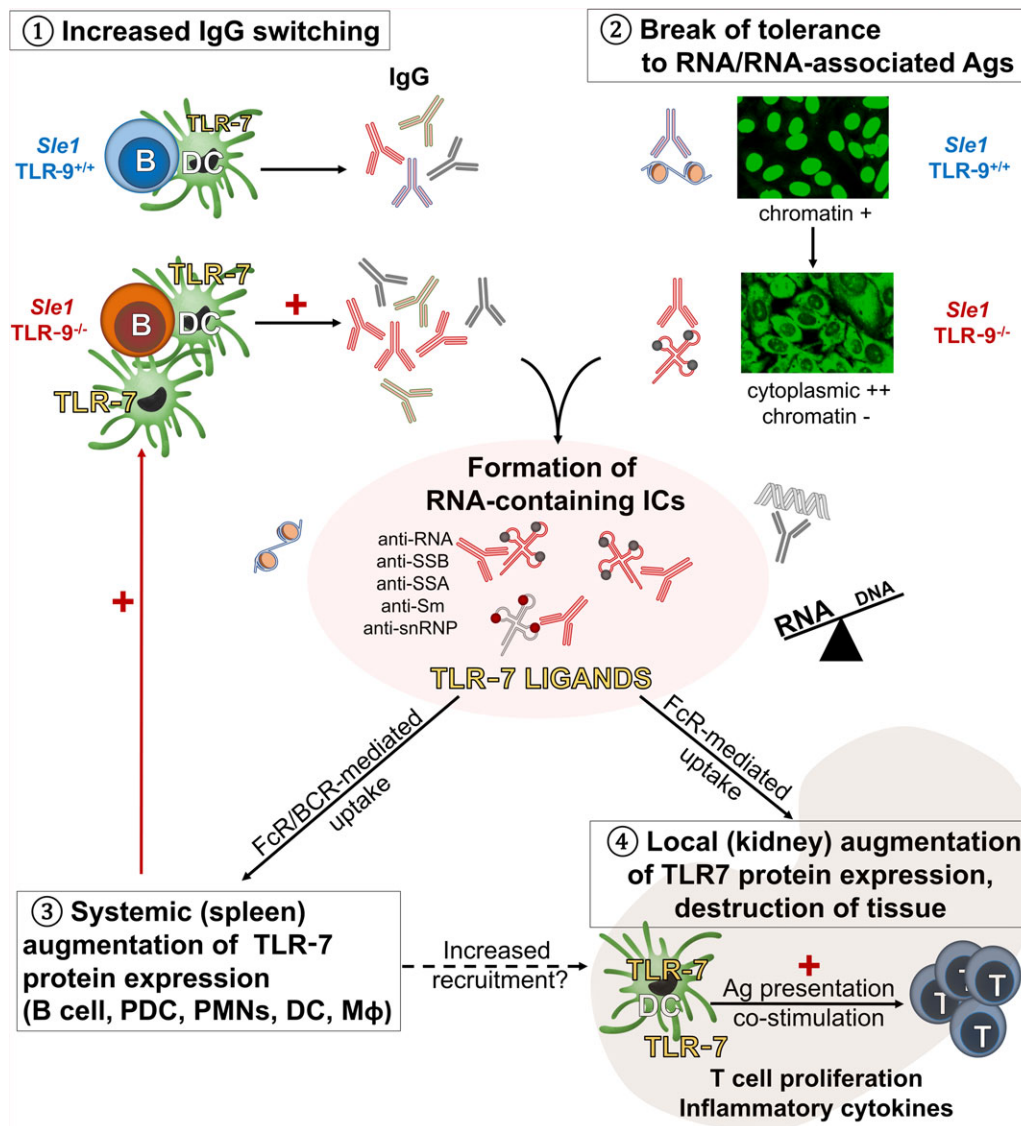 ① Increased IgG switching
② Break of tolerance
to RNA/RNA-associated Ags
IgG
Sle1
TLR-9+/+
B
DC
TLR-7
chromatin +
Sle1
TLR-9+/+
Sle1
TLR-9-/-
B
DC
TLR-7
TLR-7
+
cytoplasmic ++
chromatin -
Sle1
TLR-9-/-
Formation of
RNA-containing ICs
anti-RNA
anti-SSB
anti-SSA
anti-Sm
anti-snRNP
TLR-7 LIGANDS
RNA
DNA
+
FcR/BCR-mediated
uptake
FcR-mediated
uptake
③ Systemic (spleen)
augmentation of TLR-7
protein expression
(B cell, PDC, PMNs, DC, Mϕ)
Increased
recruitment?
④ Local (kidney) augmentation
of TLR7 protein expression,
destruction of tissue
TLR-7
DC
TLR-7
+
Ag presentation
co-stimulation
T
T
T
T
T
T cell proliferation
Inflammatory cytokines